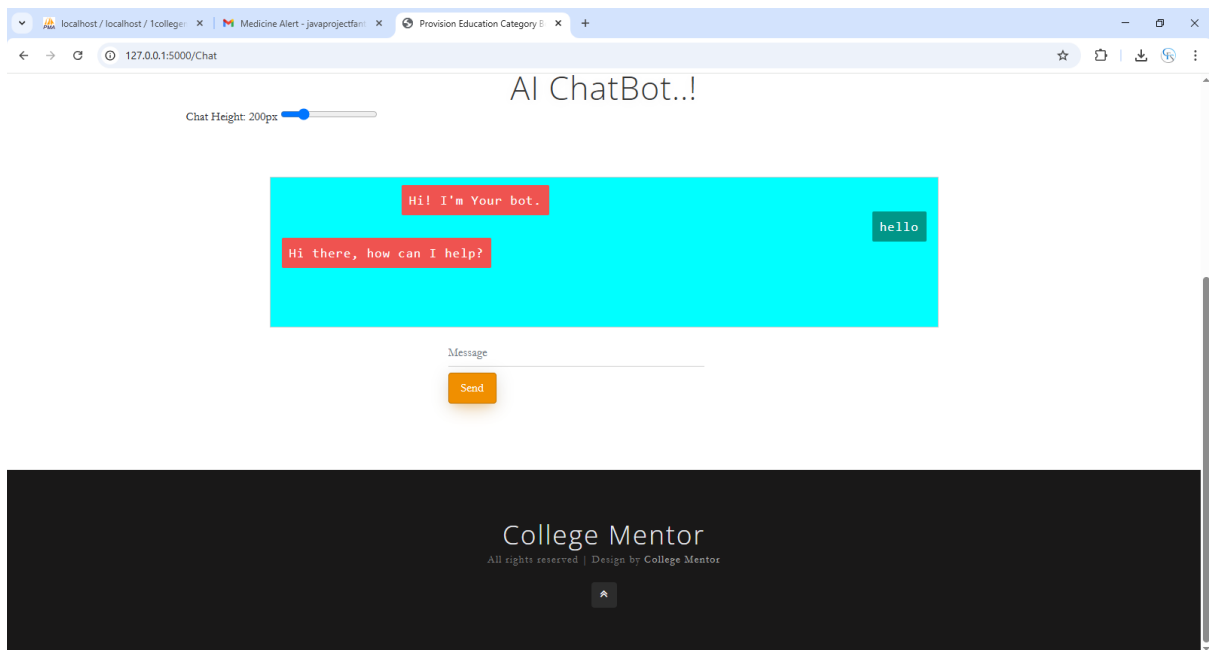 localhost / localhost / 1colleger
Medicine Alert - javaprojectfant
Provision Education Category B
127.0.0.1:5000/Chat
AI ChatBot..!
Chat Height: 200px
Hi! I'm Your bot.
hello
Hi there, how can I help?
Message
Send
College Mentor
All rights reserved | Design by College Mentor